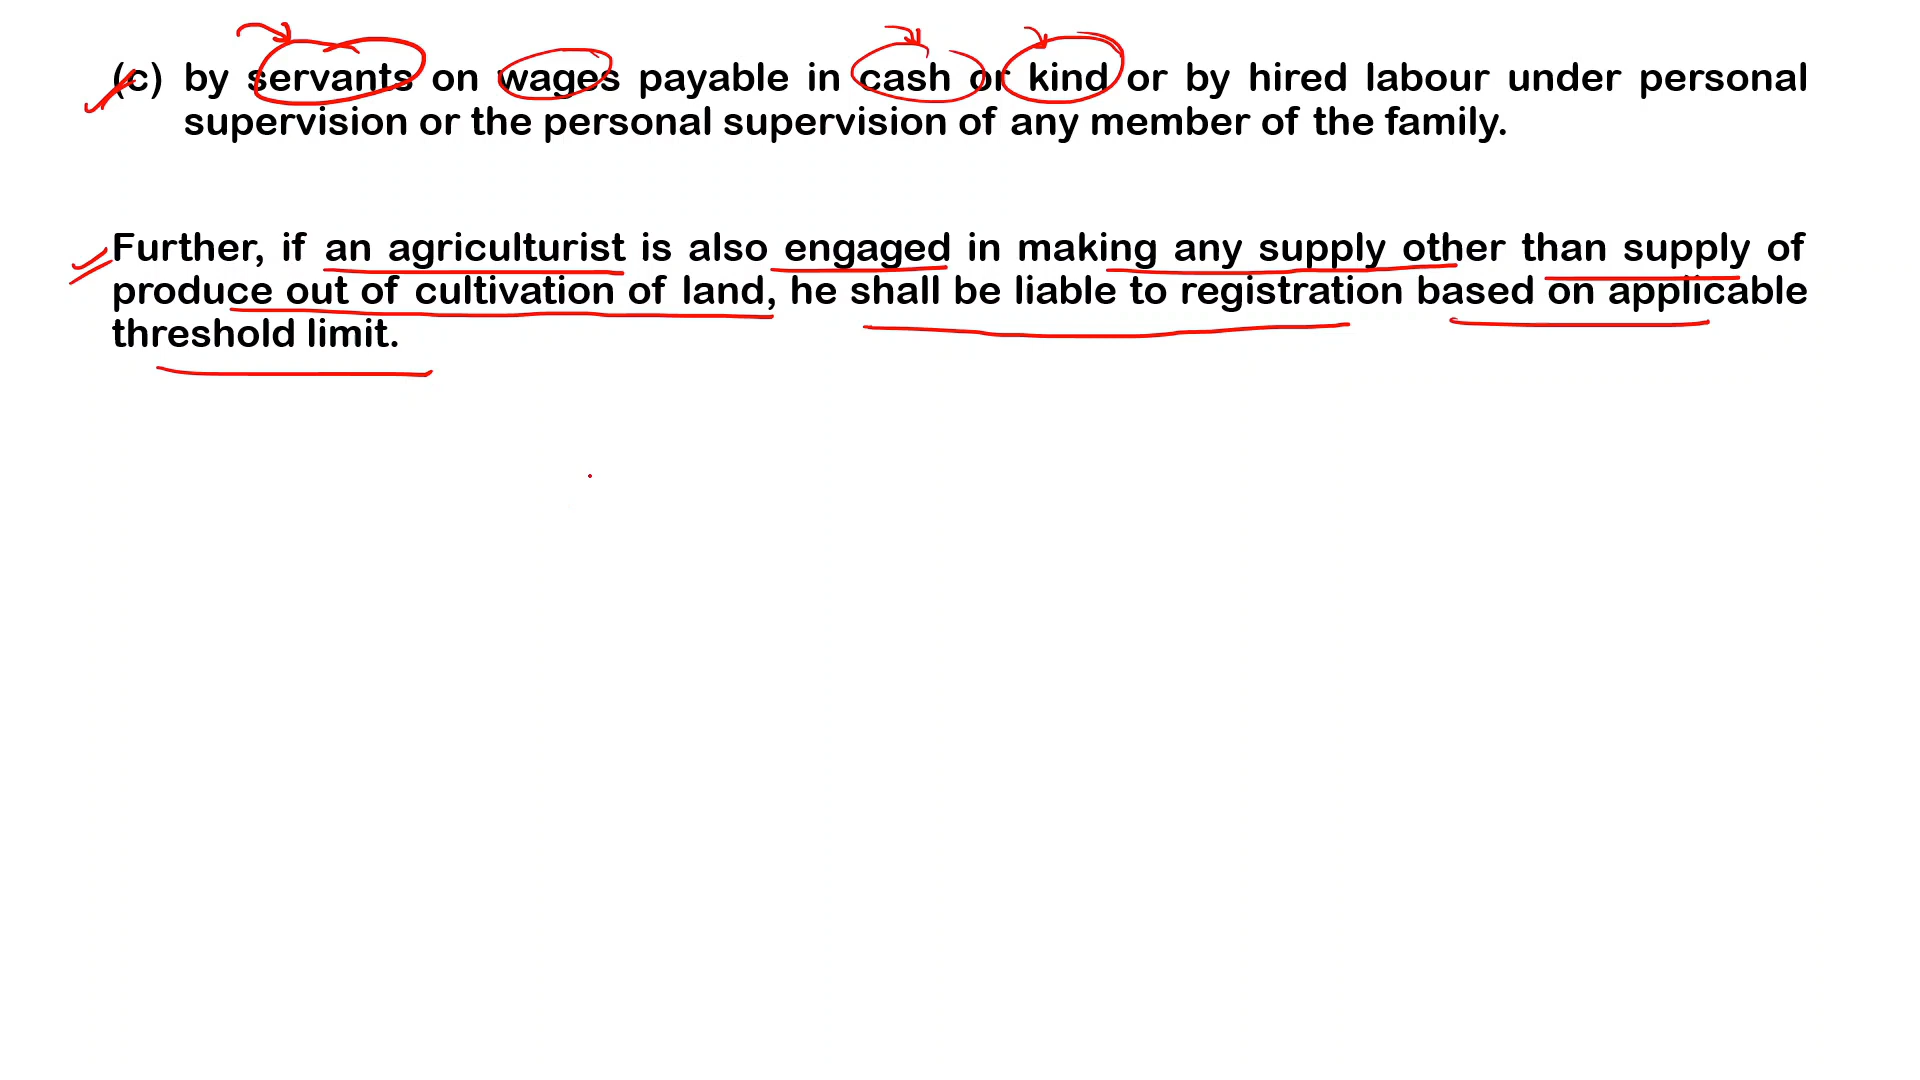 (c) by servants on wages payable in cash or kind or by hired labour under personal
supervision or the personal supervision of any member of the family.
Further, if an agriculturist is also engaged in making any supply other than supply of
produce out of cultivation of land, he shall be liable to registration based on applicable
threshold limit.